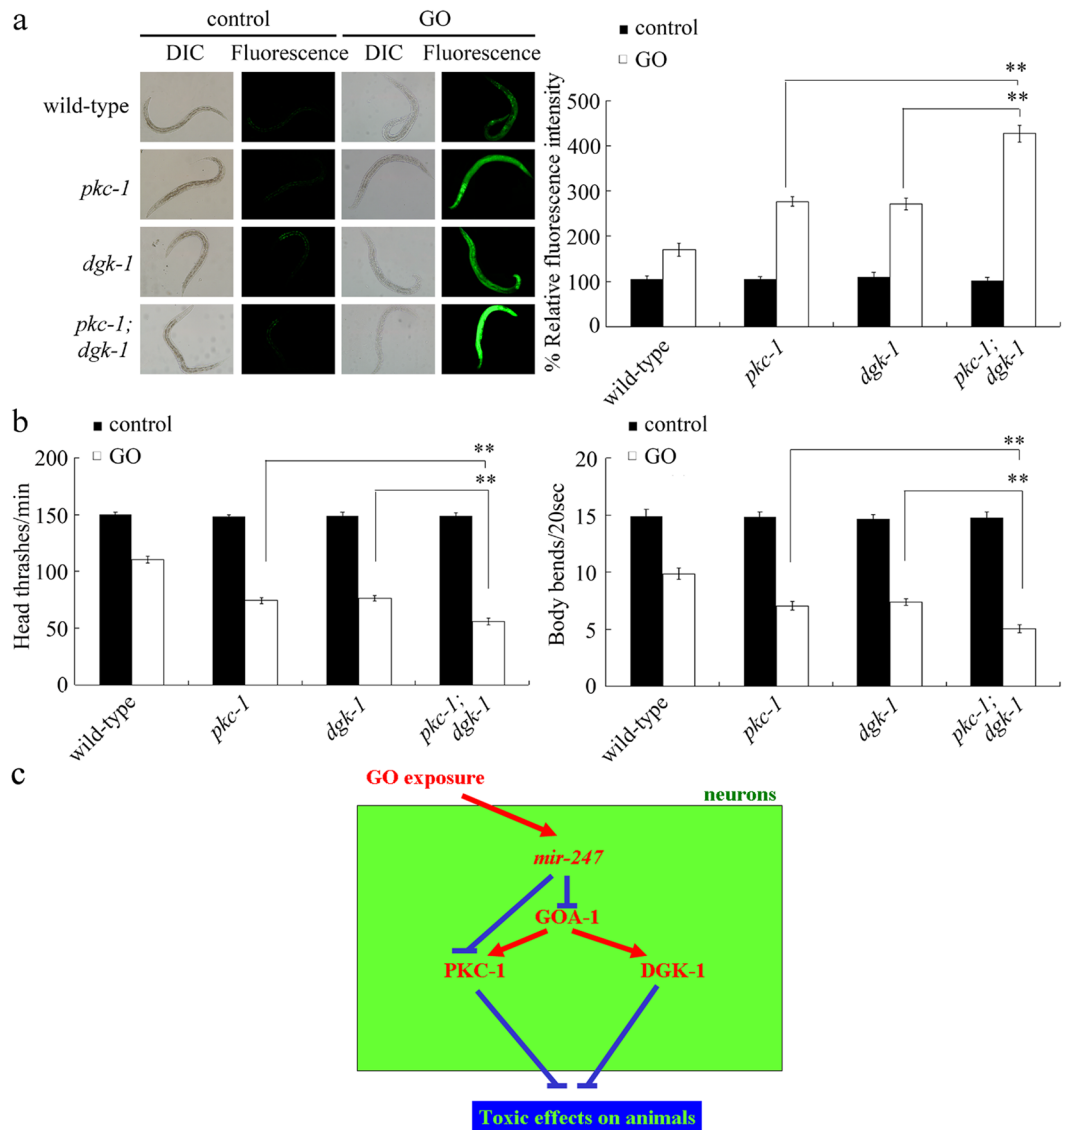 a
control GO
DIC Fluorescence DIC Fluorescence
wild-type
pkc-1
dgk-1
pkc-1;
dgk-1
■ control
□ GO
% Relative fluorescence intensity
500
400
300
200
100
0
**
**
wild-type
pkc-1
dgk-1
pkc-1;
dgk-1
b
■ control
□ GO
Head thrashes/min
200
150
100
50
0
**
**
wild-type
pkc-1
dgk-1
pkc-1;
dgk-1
■ control
□ GO
Body bends/20sec
20
15
10
5
0
**
**
wild-type
pkc-1
dgk-1
pkc-1;
dgk-1
c
GO exposure
neurons
mir-247
GOA-1
PKC-1 DGK-1
Toxic effects on animals